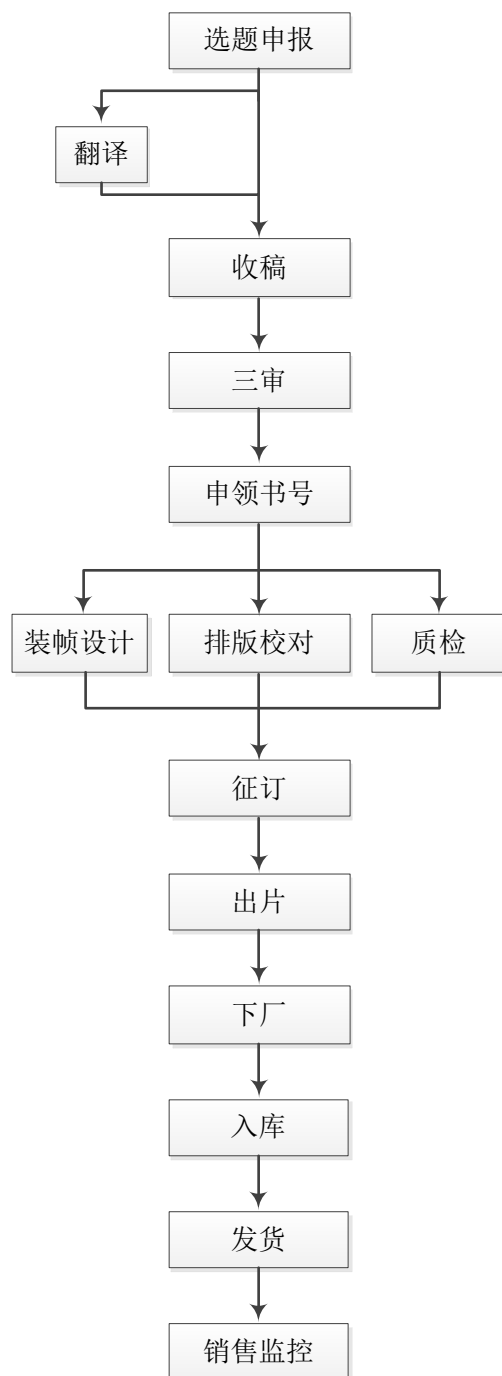 选题申报
翻译
收稿
三审
申领书号
装帧设计
排版校对
质检
征订
出片
下厂
入库
发货
销售监控